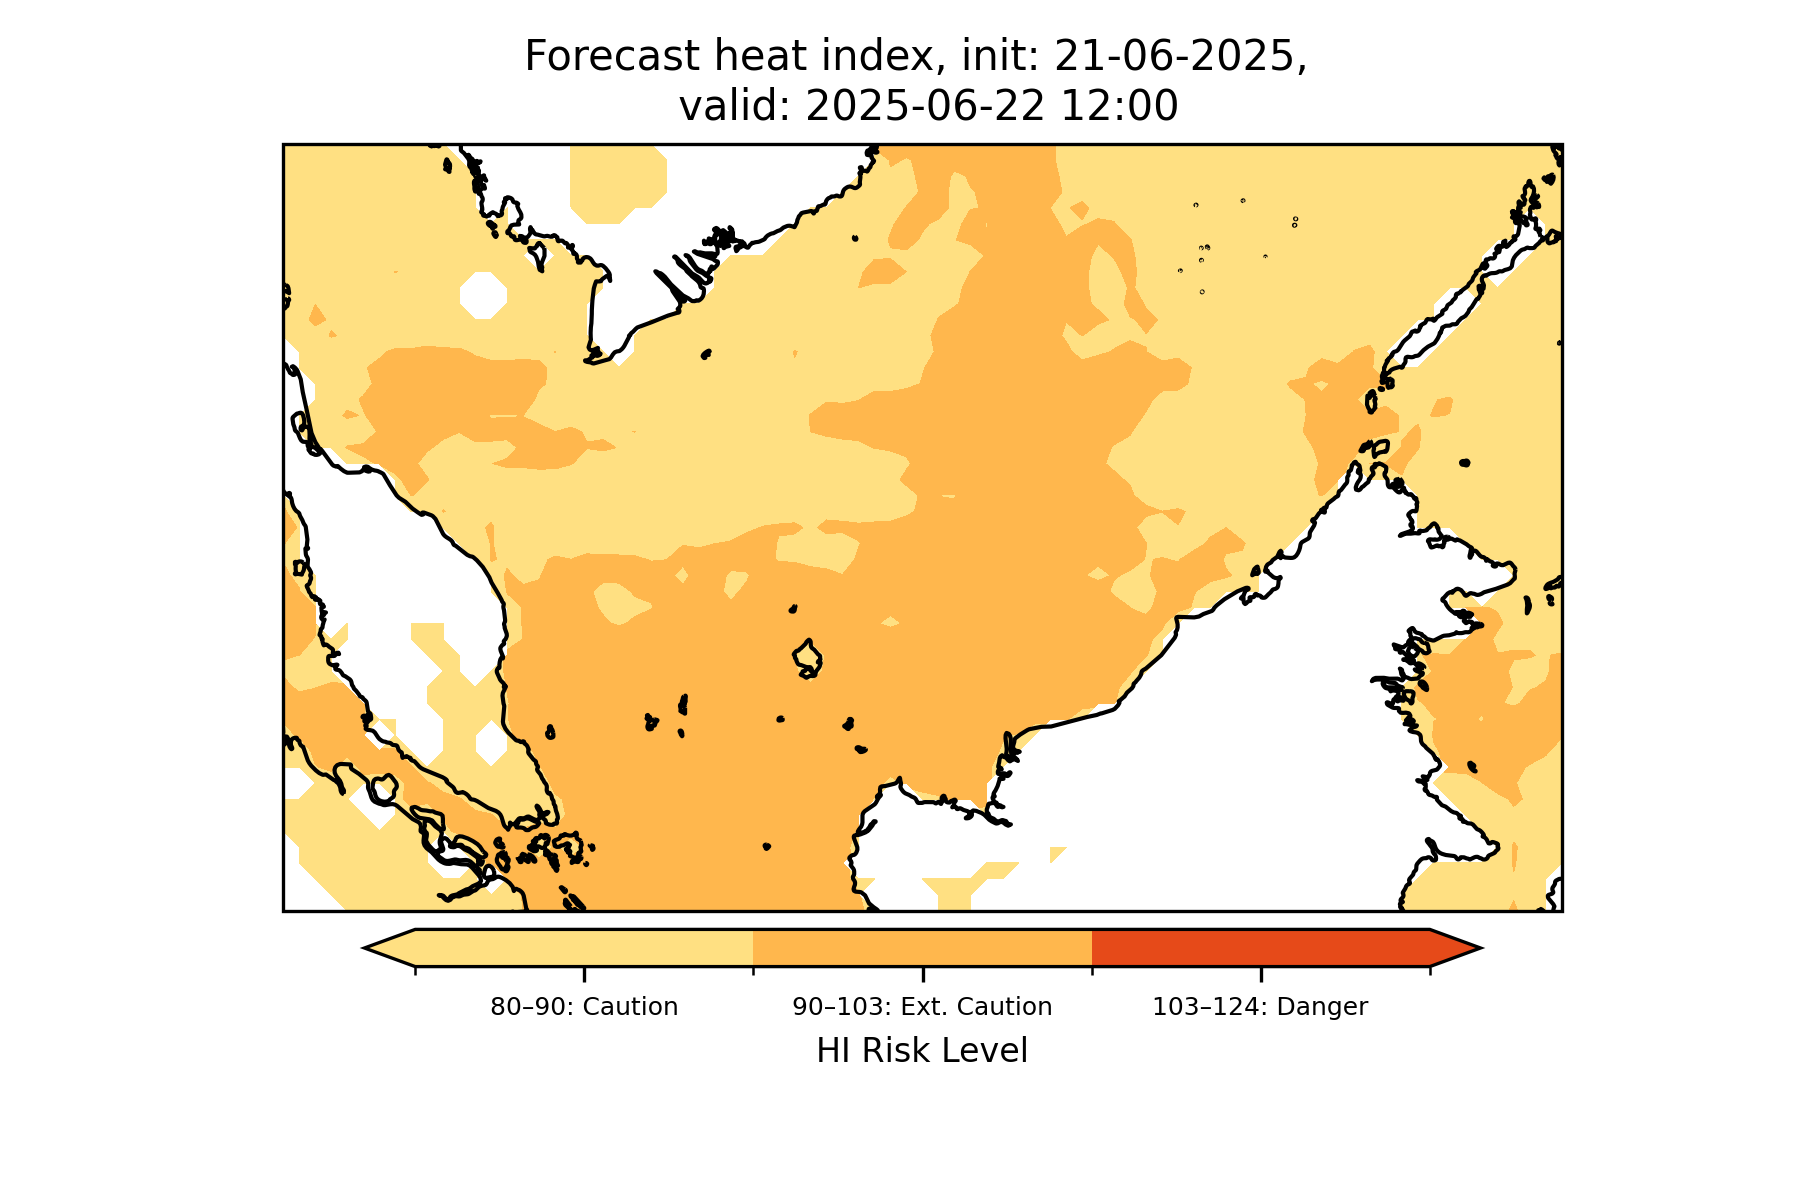 Forecast heat index, init: 21-06-2025,
valid: 2025-06-22 12:00
80–90: Caution
90–103: Ext. Caution
103–124: Danger
HI Risk Level